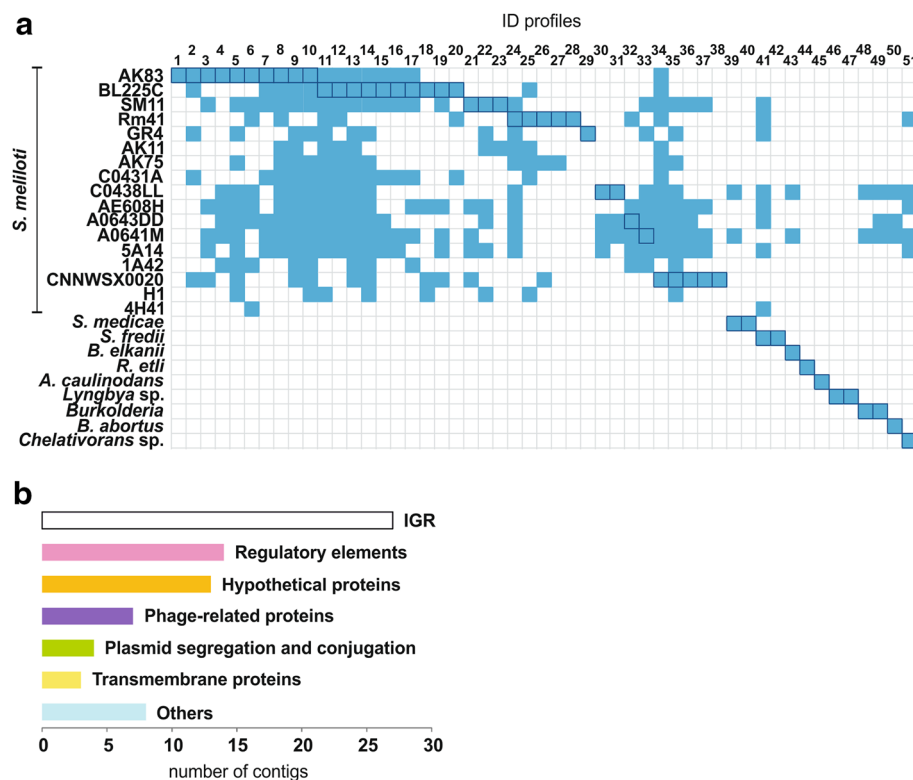 a
ID profiles
2 4 6 8 10 12 14 16 18 20 22 24 26 28 30 32 34 36 38 40 42 44 46 48 50
1 3 5 7 9 11 13 15 17 19 21 23 25 27 29 31 33 35 37 39 41 43 45 47 49 51
S. meliloti
AK83
BL225C
SM11
Rm41
GR4
AK11
AK75
C0431A
C0438LL
AE608H
A0643DD
A0641M
5A14
1A42
CNNWSX0020
H1
4H41
S. medicae
S. fredii
B. elkanii
R. etli
A. caulinodans
Lyngbya sp.
Burkolderia
B. abortus
Chelativorans sp.
b
IGR
Regulatory elements
Hypothetical proteins
Phage-related proteins
Plasmid segregation and conjugation
Transmembrane proteins
Others
0 5 10 15 20 25 30
number of contigs